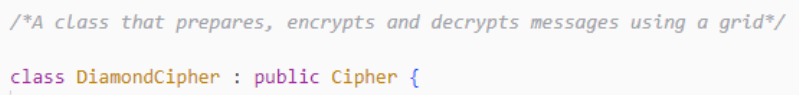 /*A class that prepares, encrypts and decrypts messages using a grid*/
class DiamondCipher : public Cipher {